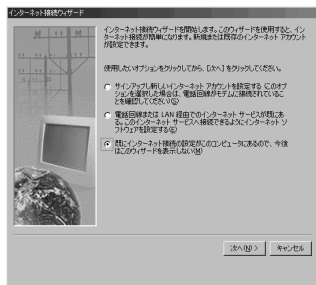 インターネット接続ウィザード
インターネット接続ウィザードを開始します。このウィザードを使用すると、イン
ターネット接続が簡単になります。新規または既存のインターネット アカウント
が設定できます。
使用したいオプションをクリックしてから、[次へ] をクリックしてください。
サインアップし新しいインターネット アカウントを設定する (このオプ
ションを選択した場合は、電話回線がモデムに接続されているこ
とを確認してください)(S)
電話回線または LAN 経由でのインターネット サービスが既にあ
る。このインターネット サービスへ接続できるようにインターネット ソ
フトウェアを設定する(E)
既にインターネット接続の設定がこのコンピュータにあるので、今後
はこのウィザードを表示しない(M)
次へ(N) >
キャンセル